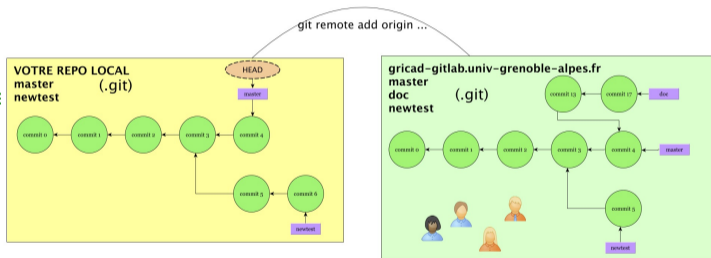 git remote add origin ...
VOTRE REPO LOCAL
master
newtest
(.git)
HEAD
master
commit 0
commit 1
commit 2
commit 3
commit 4
commit 5
commit 6
newtest
gricad-gitlab.univ-grenoble-alpes.fr
master
doc
newtest
(.git)
commit 15
commit 17
doc
commit 0
commit 1
commit 2
commit 3
commit 4
master
commit 5
newtest